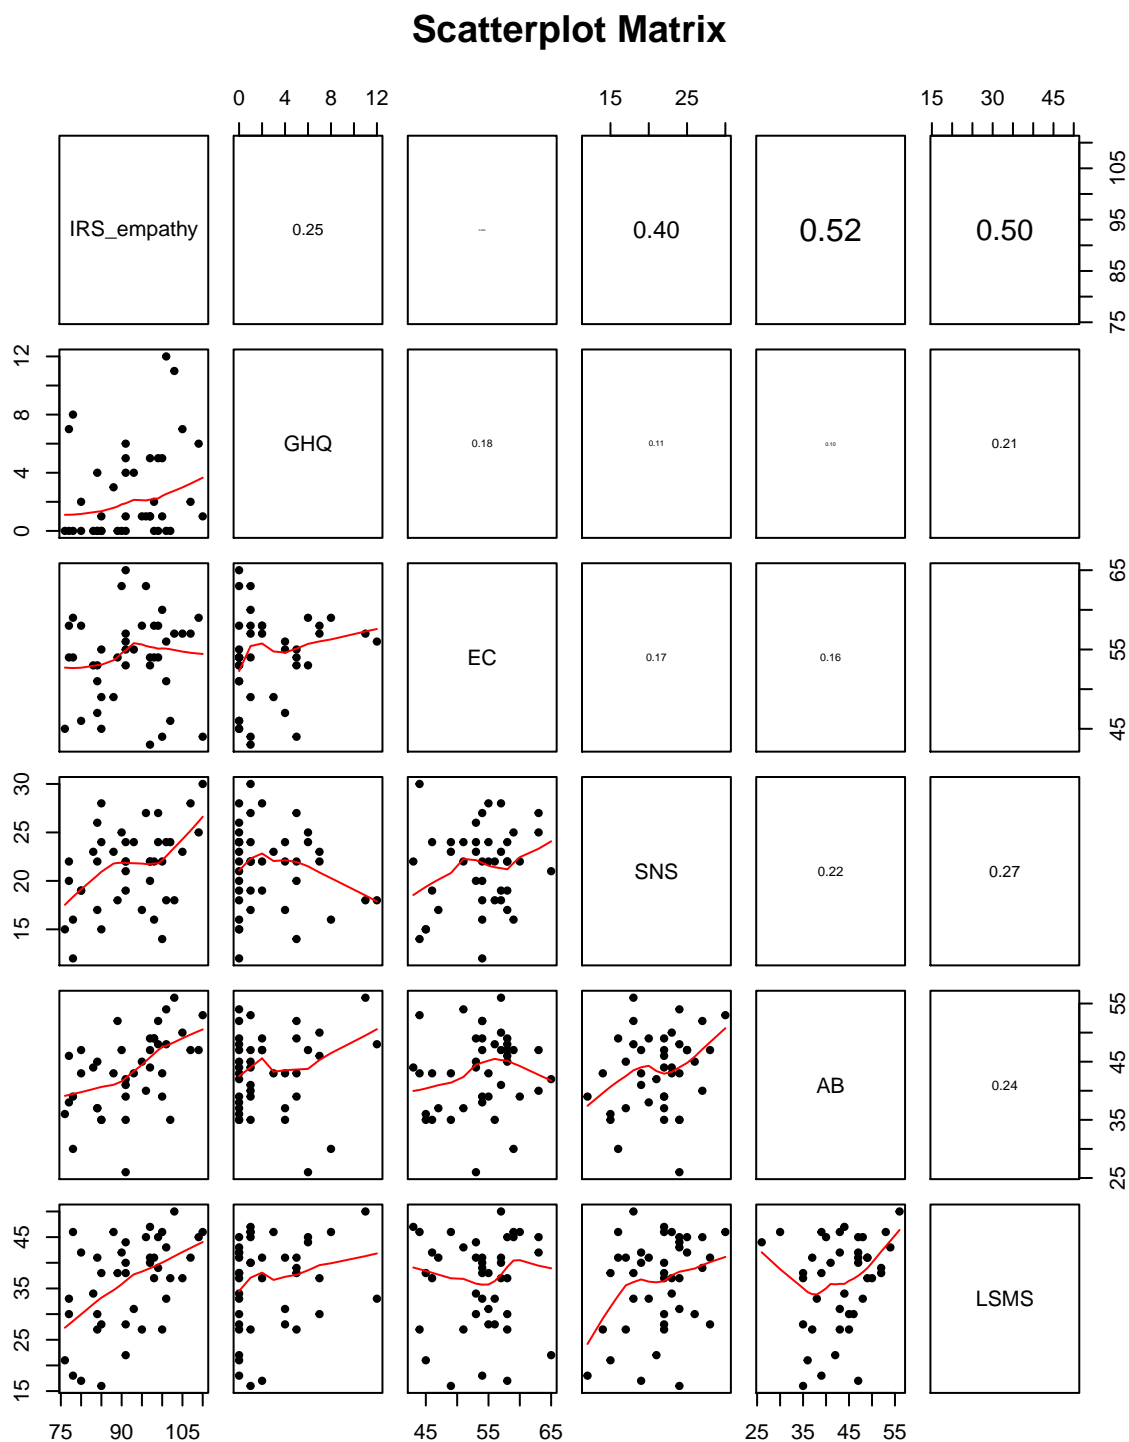 Scatterplot Matrix
0 4 8 12 15 25 15 30 45
IRS_empathy 0.25 0.40 0.52 0.50 75 85 95 105
0 4 8 12 GHQ 0.18 0.11 0.10 0.21
EC 0.17 0.16 45 55 65
15 20 25 30 SNS 0.22 0.27
AB 0.24 25 35 45 55
15 25 35 45 LSMS
75 90 105 45 55 65 25 35 45 55